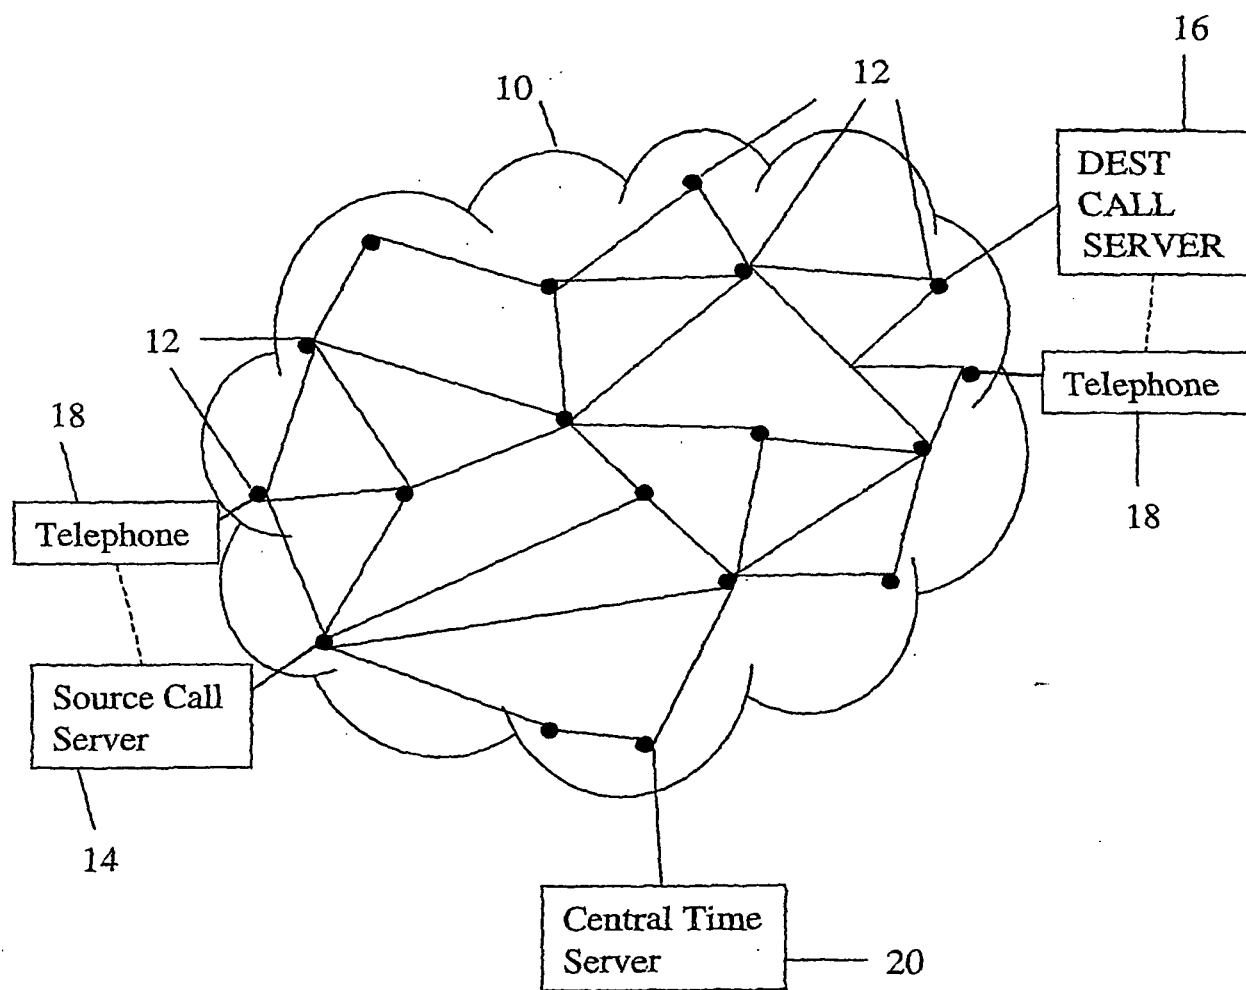 16
10
12
DEST
CALL
SERVER
12
Telephone
18
Telephone
18
Source Call
Server
14
Central Time
Server
20